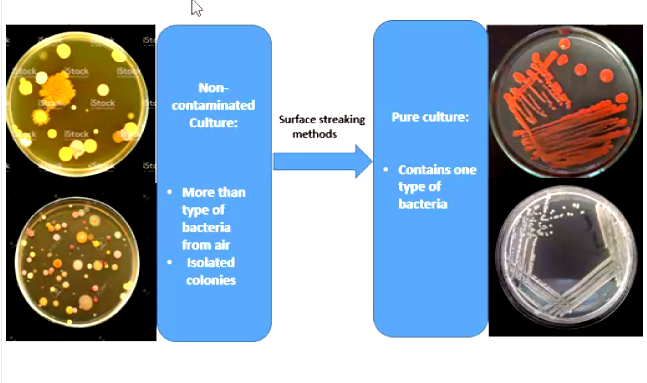 Non-
contaminated
Culture:
• More than
type of
bacteria
from air
• Isolated
colonies
Surface streaking
methods
Pure culture:
• Contains one
type of
bacteria
iStock
iStock
iStock
iStock